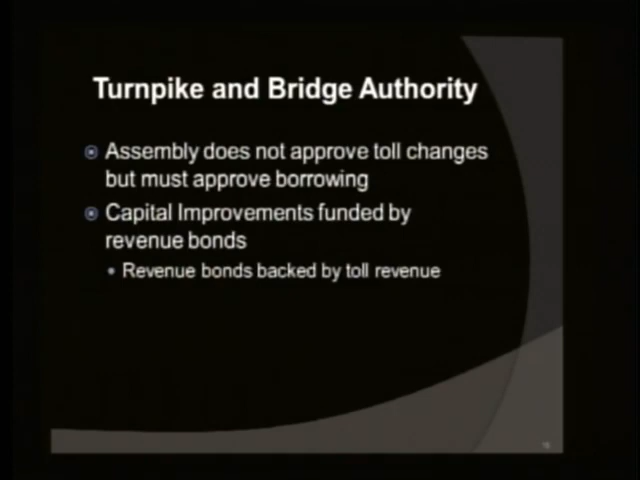 Turnpike and Bridge Authority
Assembly does not approve toll changes
but must approve borrowing
Capital Improvements funded by
revenue bonds
Revenue bonds backed by toll revenue